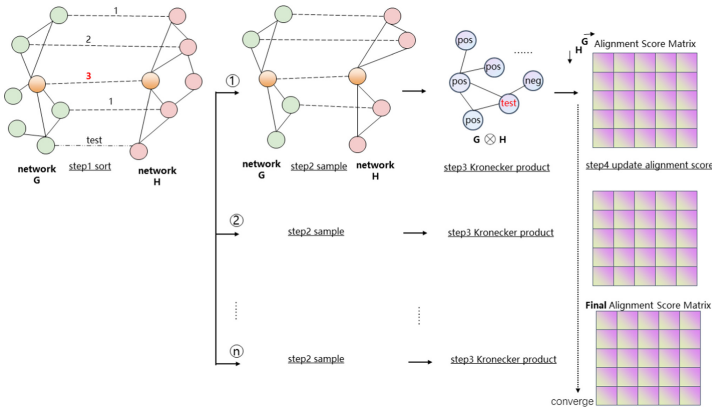 1
2
3
1
test
network
G
step1 sort
network
H
①
network
G
step2 sample
network
H
pos
pos
pos
neg
test
pos
......
G ⊗ H
step3 Kronecker product
G
H
Alignment Score Matrix
step4 update alignment score
②
step2 sample
step3 Kronecker product
Final Alignment Score Matrix
ⓝ
step2 sample
step3 Kronecker product
converge